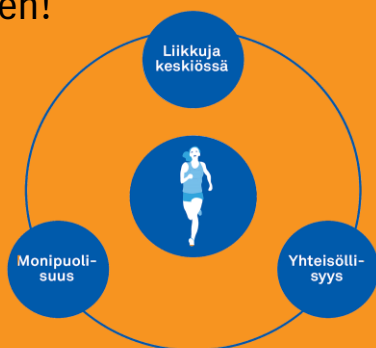 en!
Liikkuja
keskiössä
Monipuoli-
suus
Yhteisölli-
syys